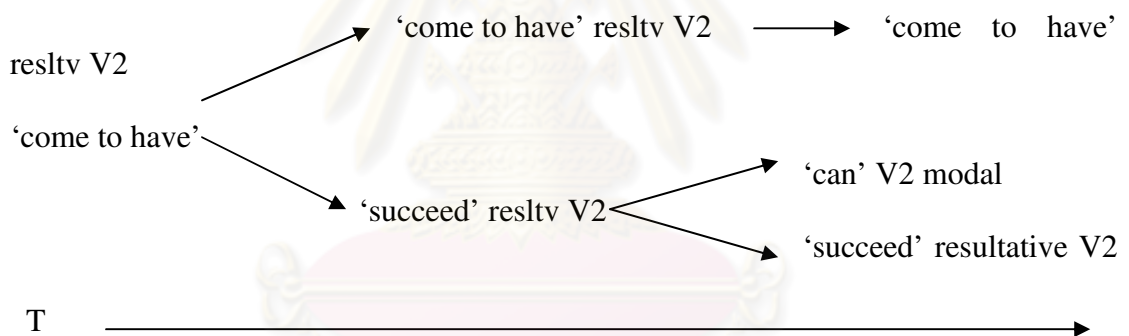 ‘come to have’ resltv V2 ‘come to have’
resltv V2
‘come to have’
‘can’ V2 modal
‘succeed’ resltv V2
‘succeed’ resultative V2
T